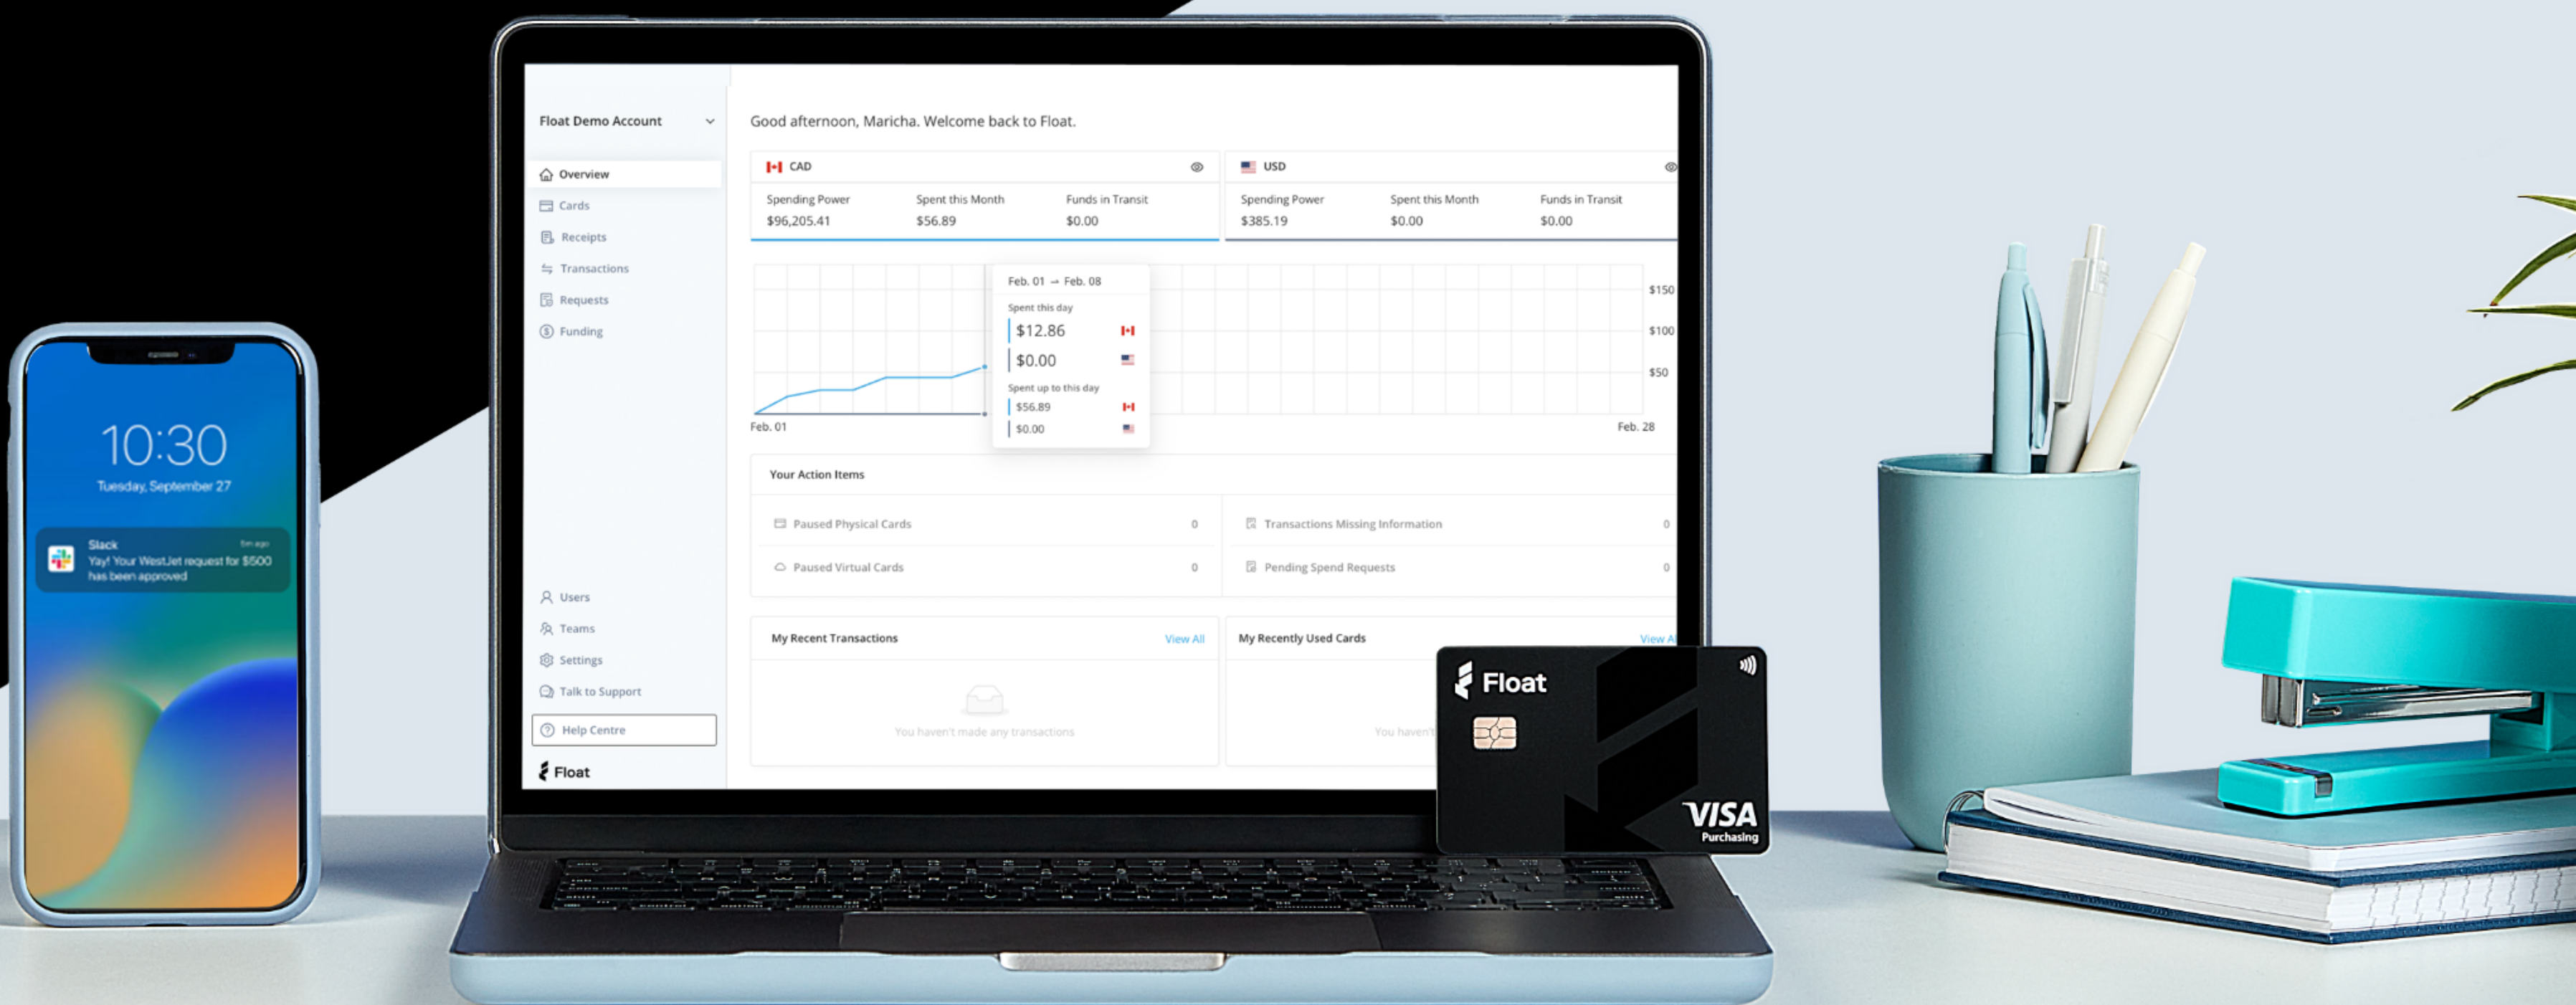 10:30
Tuesday, September 27
Slack
5m ago
Yay! Your WestJet request for $500
has been approved
Float Demo Account
Overview
Cards
Receipts
Transactions
Requests
Funding
Users
Teams
Settings
Talk to Support
Help Centre
Float
Good afternoon, Maricha. Welcome back to Float.
CAD
Spending Power
Spent this Month
Funds in Transit
$96,205.41
$56.89
$0.00
USD
Spending Power
Spent this Month
Funds in Transit
$385.19
$0.00
$0.00
$150
$100
$50
Feb. 01
Feb. 28
Feb. 01 → Feb. 08
Spent this day
$12.86
$0.00
Spent up to this day
$56.89
$0.00
Your Action Items
Paused Physical Cards 0
Transactions Missing Information 0
Paused Virtual Cards 0
Pending Spend Requests 0
My Recent Transactions
View All
You haven't made any transactions
My Recently Used Cards
View
You haven't
Float
VISA
Purchasing